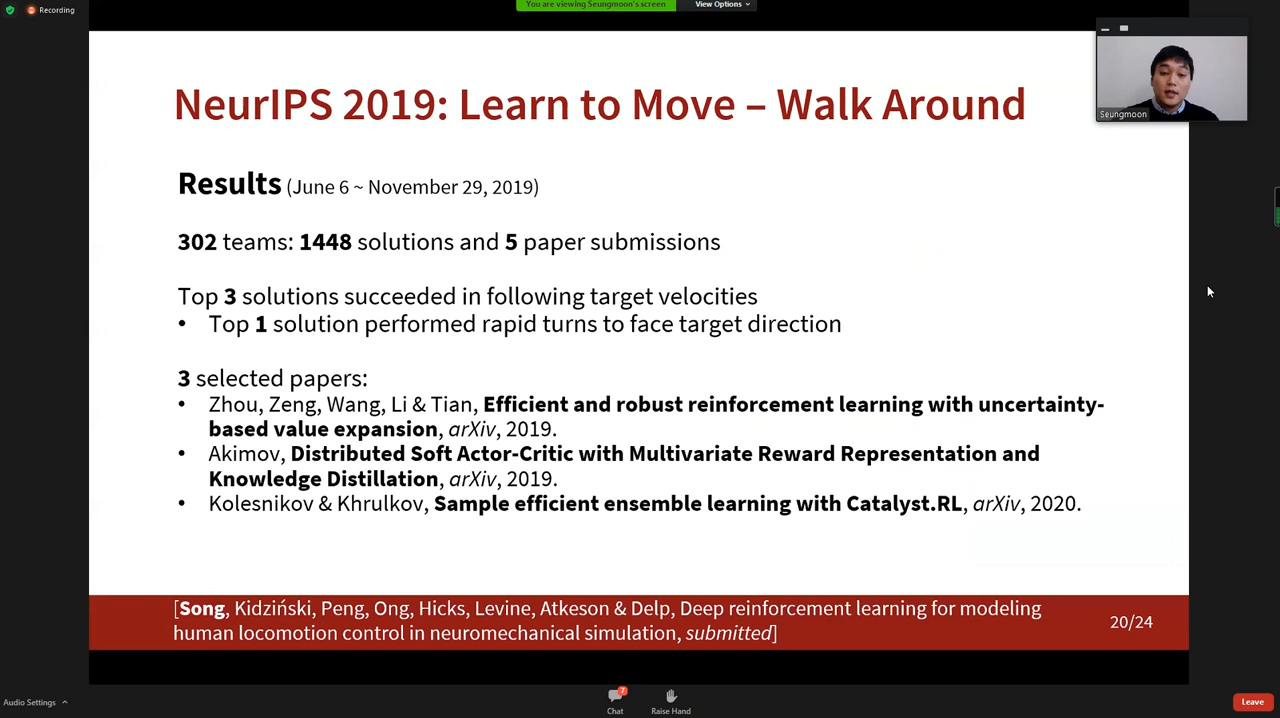 Recording
You are viewing Seungmoon's screen
View Options
Seungmoon
NeurIPS 2019: Learn to Move – Walk Around
Results (June 6 ~ November 29, 2019)
302 teams: 1448 solutions and 5 paper submissions
Top 3 solutions succeeded in following target velocities
• Top 1 solution performed rapid turns to face target direction
3 selected papers:
• Zhou, Zeng, Wang, Li & Tian, Efficient and robust reinforcement learning with uncertainty-
based value expansion, arXiv, 2019.
• Akimov, Distributed Soft Actor-Critic with Multivariate Reward Representation and
Knowledge Distillation, arXiv, 2019.
• Kolesnikov & Khrulkov, Sample efficient ensemble learning with Catalyst.RL, arXiv, 2020.
[Song, Kidziński, Peng, Ong, Hicks, Levine, Atkeson & Delp, Deep reinforcement learning for modeling
human locomotion control in neuromechanical simulation, submitted]
20/24
Audio Settings
7
Chat
Raise Hand
Leave